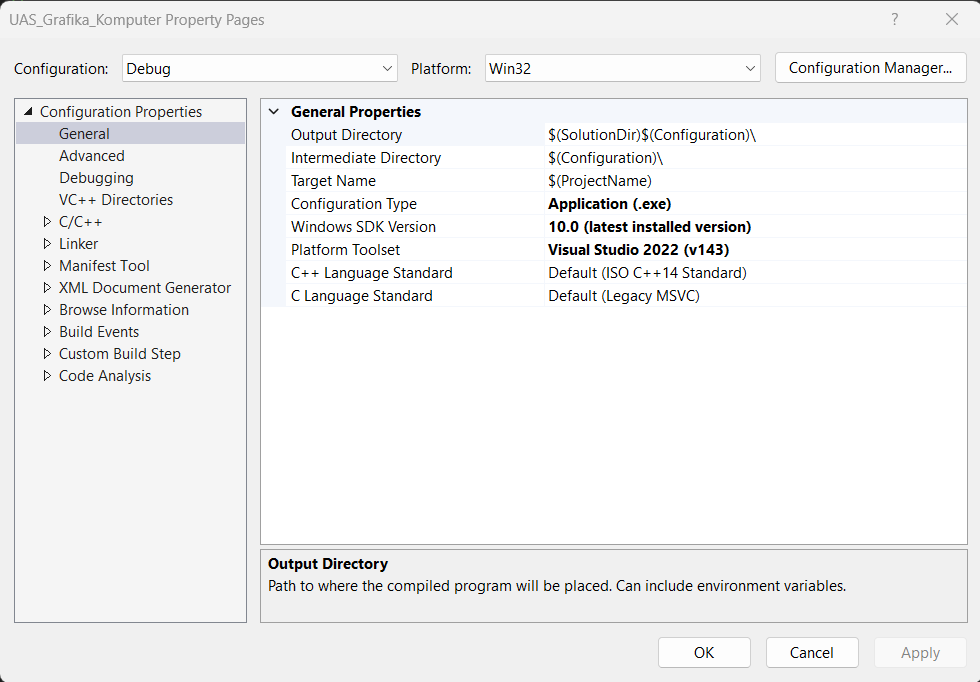 UAS_Grafika_Komputer Property Pages
Configuration: Debug Platform: Win32 Configuration Manager...
Configuration Properties
General
Advanced
Debugging
VC++ Directories
C/C++
Linker
Manifest Tool
XML Document Generator
Browse Information
Build Events
Custom Build Step
Code Analysis
General Properties
Output Directory $(SolutionDir)$(Configuration)\
Intermediate Directory $(Configuration)\
Target Name $(ProjectName)
Configuration Type Application (.exe)
Windows SDK Version 10.0 (latest installed version)
Platform Toolset Visual Studio 2022 (v143)
C++ Language Standard Default (ISO C++14 Standard)
C Language Standard Default (Legacy MSVC)
Output Directory
Path to where the compiled program will be placed. Can include environment variables.
OK Cancel Apply